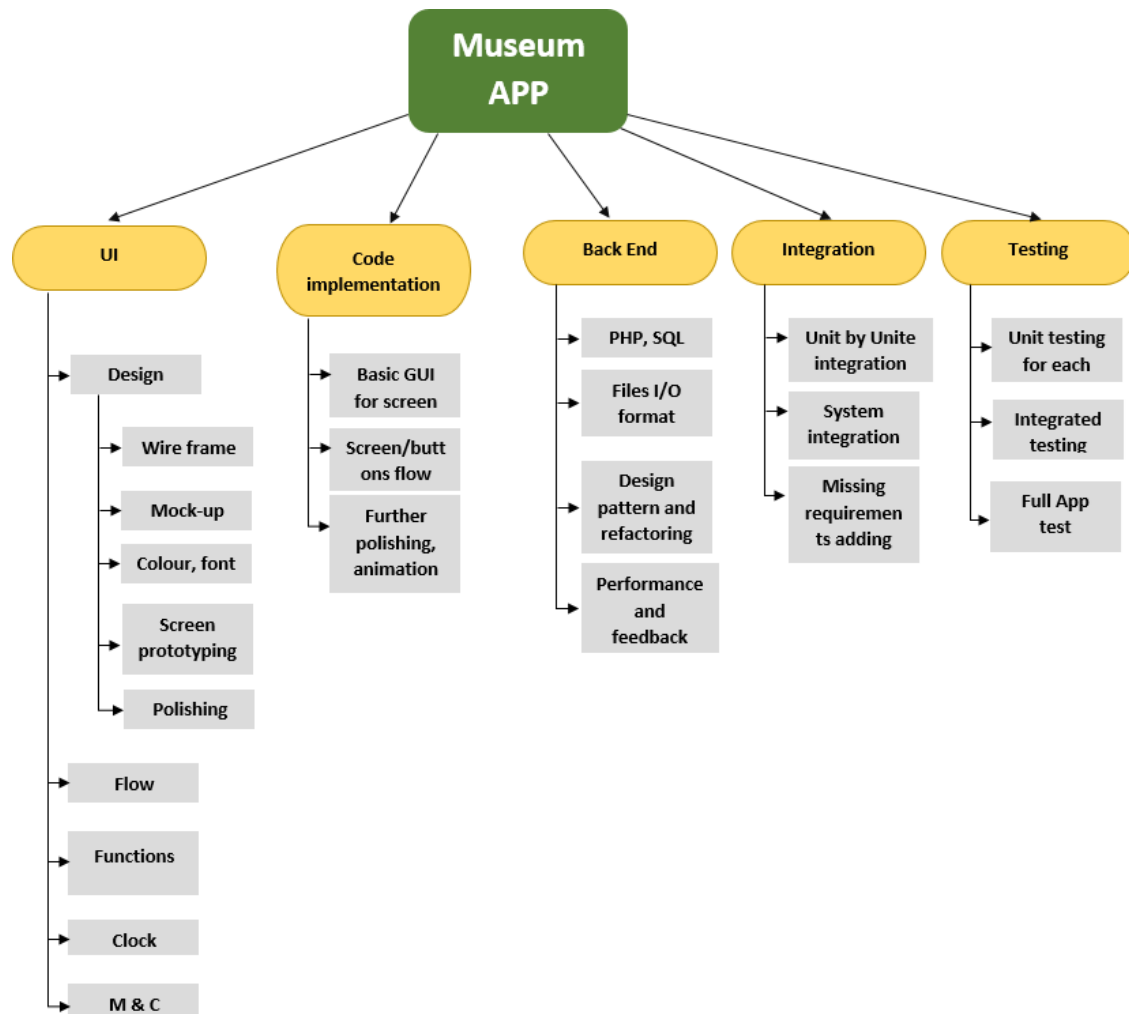 Museum
APP
UI
Code
implementation
Back End
Integration
Testing
Design
Wire frame
Mock-up
Colour, font
Screen
prototyping
Polishing
Flow
Functions
Clock
M & C
Basic GUI
for screen
Screen/butt
ons flow
Further
polishing,
animation
PHP, SQL
Files I/O
format
Design
pattern and
refactoring
Performance
and
feedback
Unit by Unite
integration
System
integration
Missing
requiremen
ts adding
Unit testing
for each
Integrated
testing
Full App
test